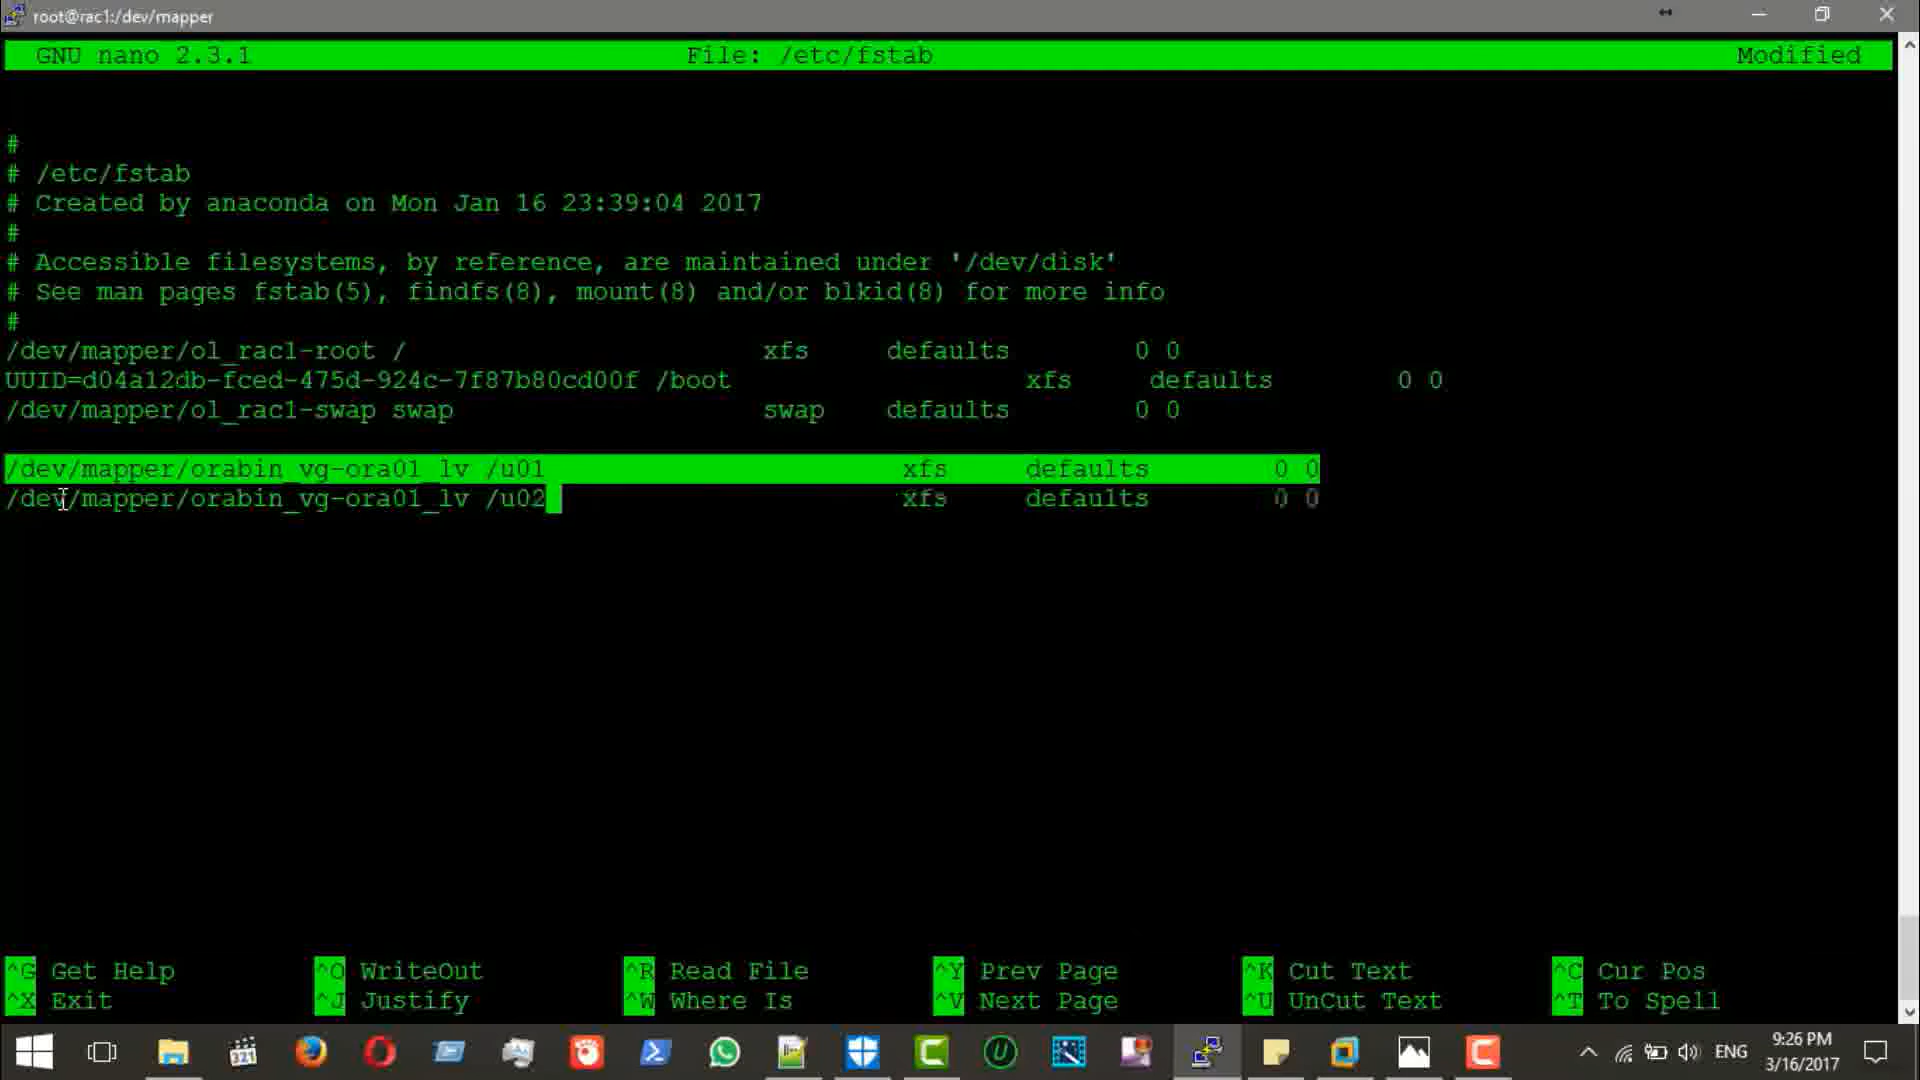 root@rac1:/dev/mapper
GNU nano 2.3.1 File: /etc/fstab Modified
#
# /etc/fstab
# Created by anaconda on Mon Jan 16 23:39:04 2017
#
# Accessible filesystems, by reference, are maintained under '/dev/disk'
# See man pages fstab(5), findfs(8), mount(8) and/or blkid(8) for more info
#
/dev/mapper/ol_rac1-root / xfs defaults 0 0
UUID=d04a12db-fced-475d-924c-7f87b80cd00f /boot xfs defaults 0 0
/dev/mapper/ol_rac1-swap swap swap defaults 0 0
/dev/mapper/orabin_vg-ora01_lv /u01 xfs defaults 0 0
/dev/mapper/orabin_vg-ora01_lv /u02 xfs defaults 0 0
^G Get Help ^O WriteOut ^R Read File ^Y Prev Page ^K Cut Text ^C Cur Pos
^X Exit ^J Justify ^W Where Is ^V Next Page ^U UnCut Text ^T To Spell
321
ENG
9:26 PM
3/16/2017